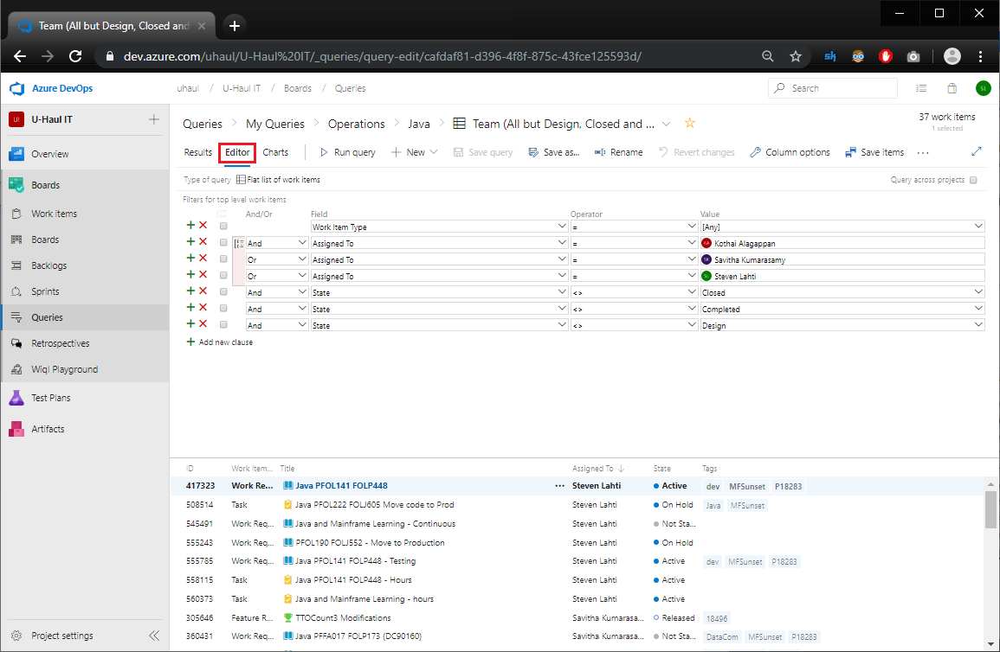 Team (All but Design, Closed and
dev.azure.com/uhaul/U-Haul%20IT/_queries/query-edit/cafdaf81-d396-4f8f-875c-43fce125593d/
sk
Azure DevOps
uhaul / U-Haul IT / Boards / Queries
Search
SL
UI U-Haul IT
Overview
Boards
Work items
Boards
Backlogs
Sprints
Queries
Retrospectives
Wiql Playground
Test Plans
Artifacts
Project settings
Queries > My Queries > Operations > Java > Team (All but Design, Closed and ...
37 work items
1 selected
Results Editor Charts Run query New Save query Save as... Rename Revert changes Column options Save items ...
Type of query Flat list of work items Query across projects
Filters for top level work items
And/Or Field Operator Value
Work Item Type = [Any]
And Assigned To = KA Kothai Alagappan
Or Assigned To = SK Savitha Kumarasamy
Or Assigned To = SL Steven Lahti
And State <> Closed
And State <> Completed
And State <> Design
Add new clause
ID Work Item... Title Assigned To State Tags
417323 Work Re... Java PFOL141 FOLP448 ... Steven Lahti Active dev MFSunset P18283
508514 Task Java PFOL222 FOLJ605 Move code to Prod Steven Lahti On Hold Java MFSunset
545491 Work Req... Java and Mainframe Learning - Continuous Steven Lahti Not Sta...
555243 Work Req... PFOL190 FOLJ552 - Move to Production Steven Lahti On Hold
555785 Work Req... Java PFOL141 FOLP448 - Testing Steven Lahti Active dev MFSunset P18283
558115 Task Java PFOL141 FOLP448 - Hours Steven Lahti Active
560373 Task Java and Mainframe Learning - hours Steven Lahti Active
305646 Feature R... TTOCount3 Modifications Savitha Kumarasa... Released 18496
360431 Work Req... Java PFFA017 FOLP173 (DC90160) Savitha Kumarasa... Not Sta... DataCom MFSunset P18283